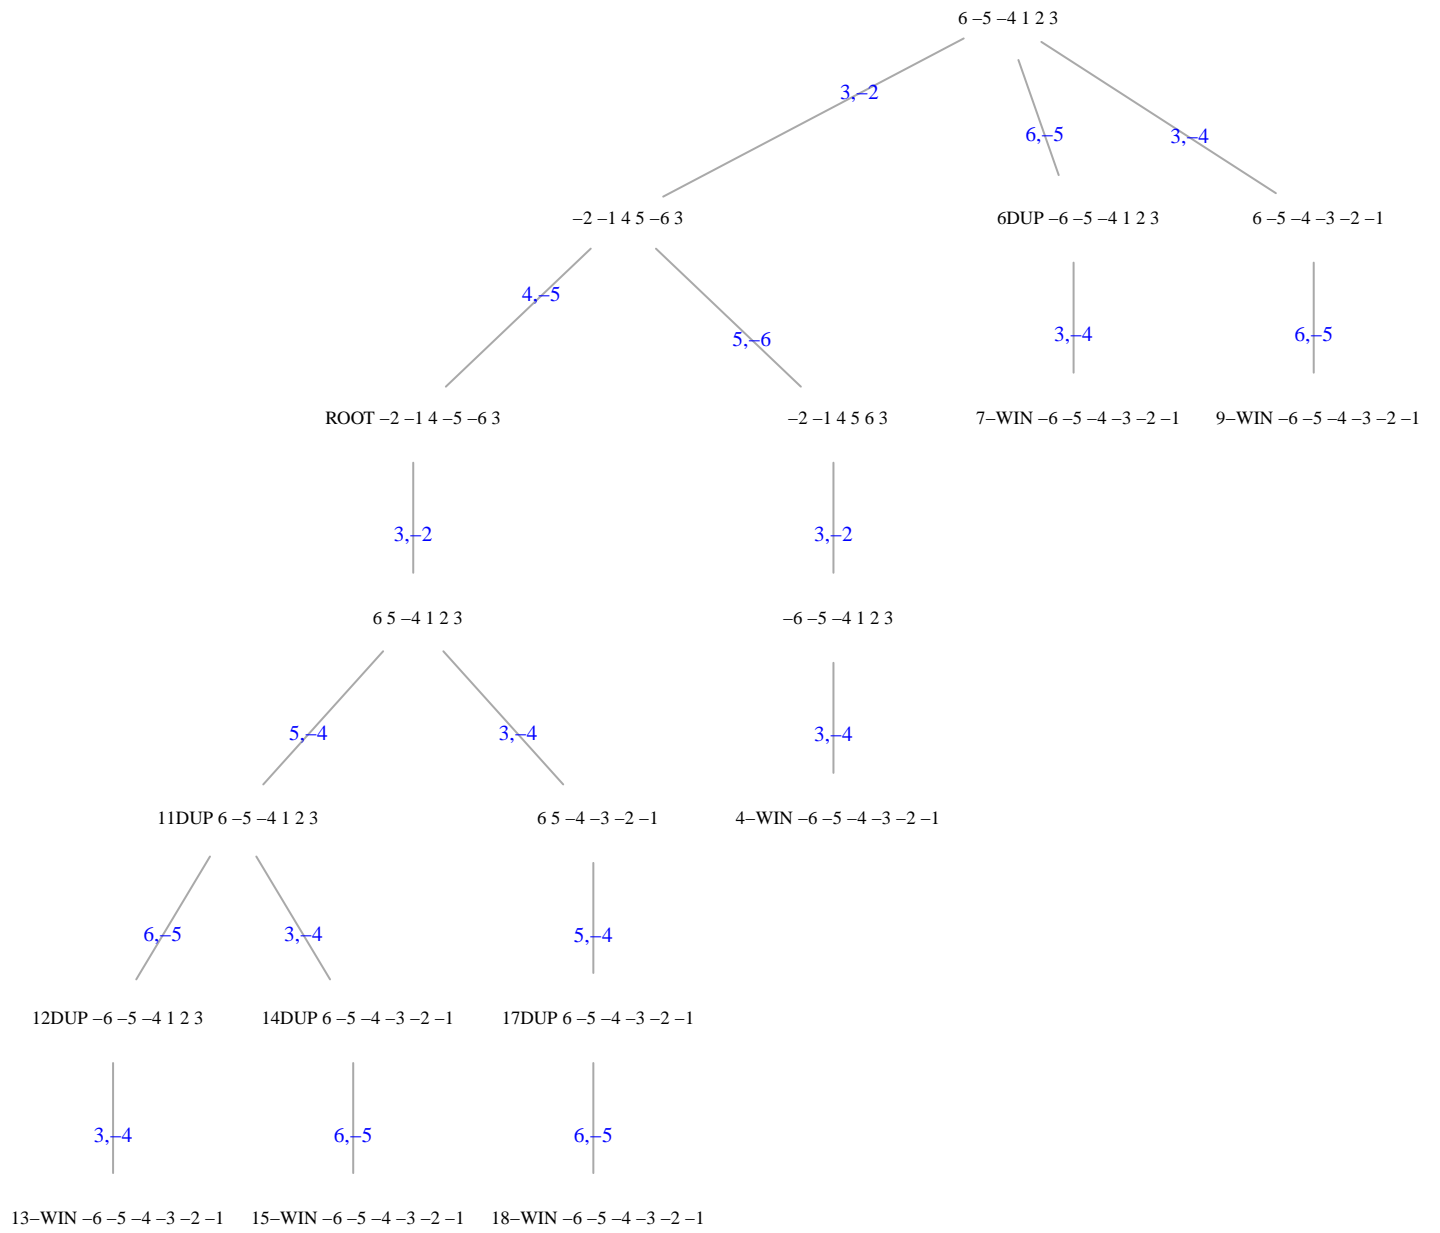 6 –5 –4 1 2 3
3,–2
6,–5
3,–4
–2 –1 4 5 –6 3
6DUP –6 –5 –4 1 2 3
6 –5 –4 –3 –2 –1
4,–5
5,–6
3,–4
6,–5
ROOT –2 –1 4 –5 –6 3
–2 –1 4 5 6 3
7–WIN –6 –5 –4 –3 –2 –1
9–WIN –6 –5 –4 –3 –2 –1
3,–2
3,–2
6 5 –4 1 2 3
–6 –5 –4 1 2 3
5,–4
3,–4
3,–4
11DUP 6 –5 –4 1 2 3
6 5 –4 –3 –2 –1
4–WIN –6 –5 –4 –3 –2 –1
6,–5
3,–4
5,–4
12DUP –6 –5 –4 1 2 3
14DUP 6 –5 –4 –3 –2 –1
17DUP 6 –5 –4 –3 –2 –1
3,–4
6,–5
6,–5
13–WIN –6 –5 –4 –3 –2 –1
15–WIN –6 –5 –4 –3 –2 –1
18–WIN –6 –5 –4 –3 –2 –1